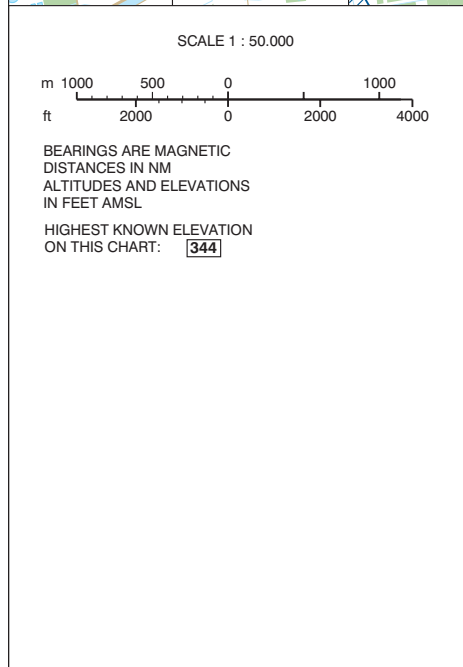 SCALE 1 : 50.000
m 1000 500 0 1000
ft 2000 0 2000 4000
BEARINGS ARE MAGNETIC
DISTANCES IN NM
ALTITUDES AND ELEVATIONS
IN FEET AMSL
HIGHEST KNOWN ELEVATION
ON THIS CHART: 344